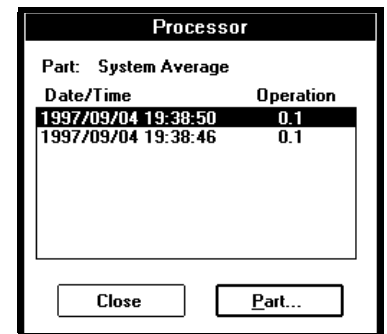 Processor
Part: System Average
Date/Time Operation
1997/09/04 19:38:50 0.1
1997/09/04 19:38:46 0.1
Close Part...